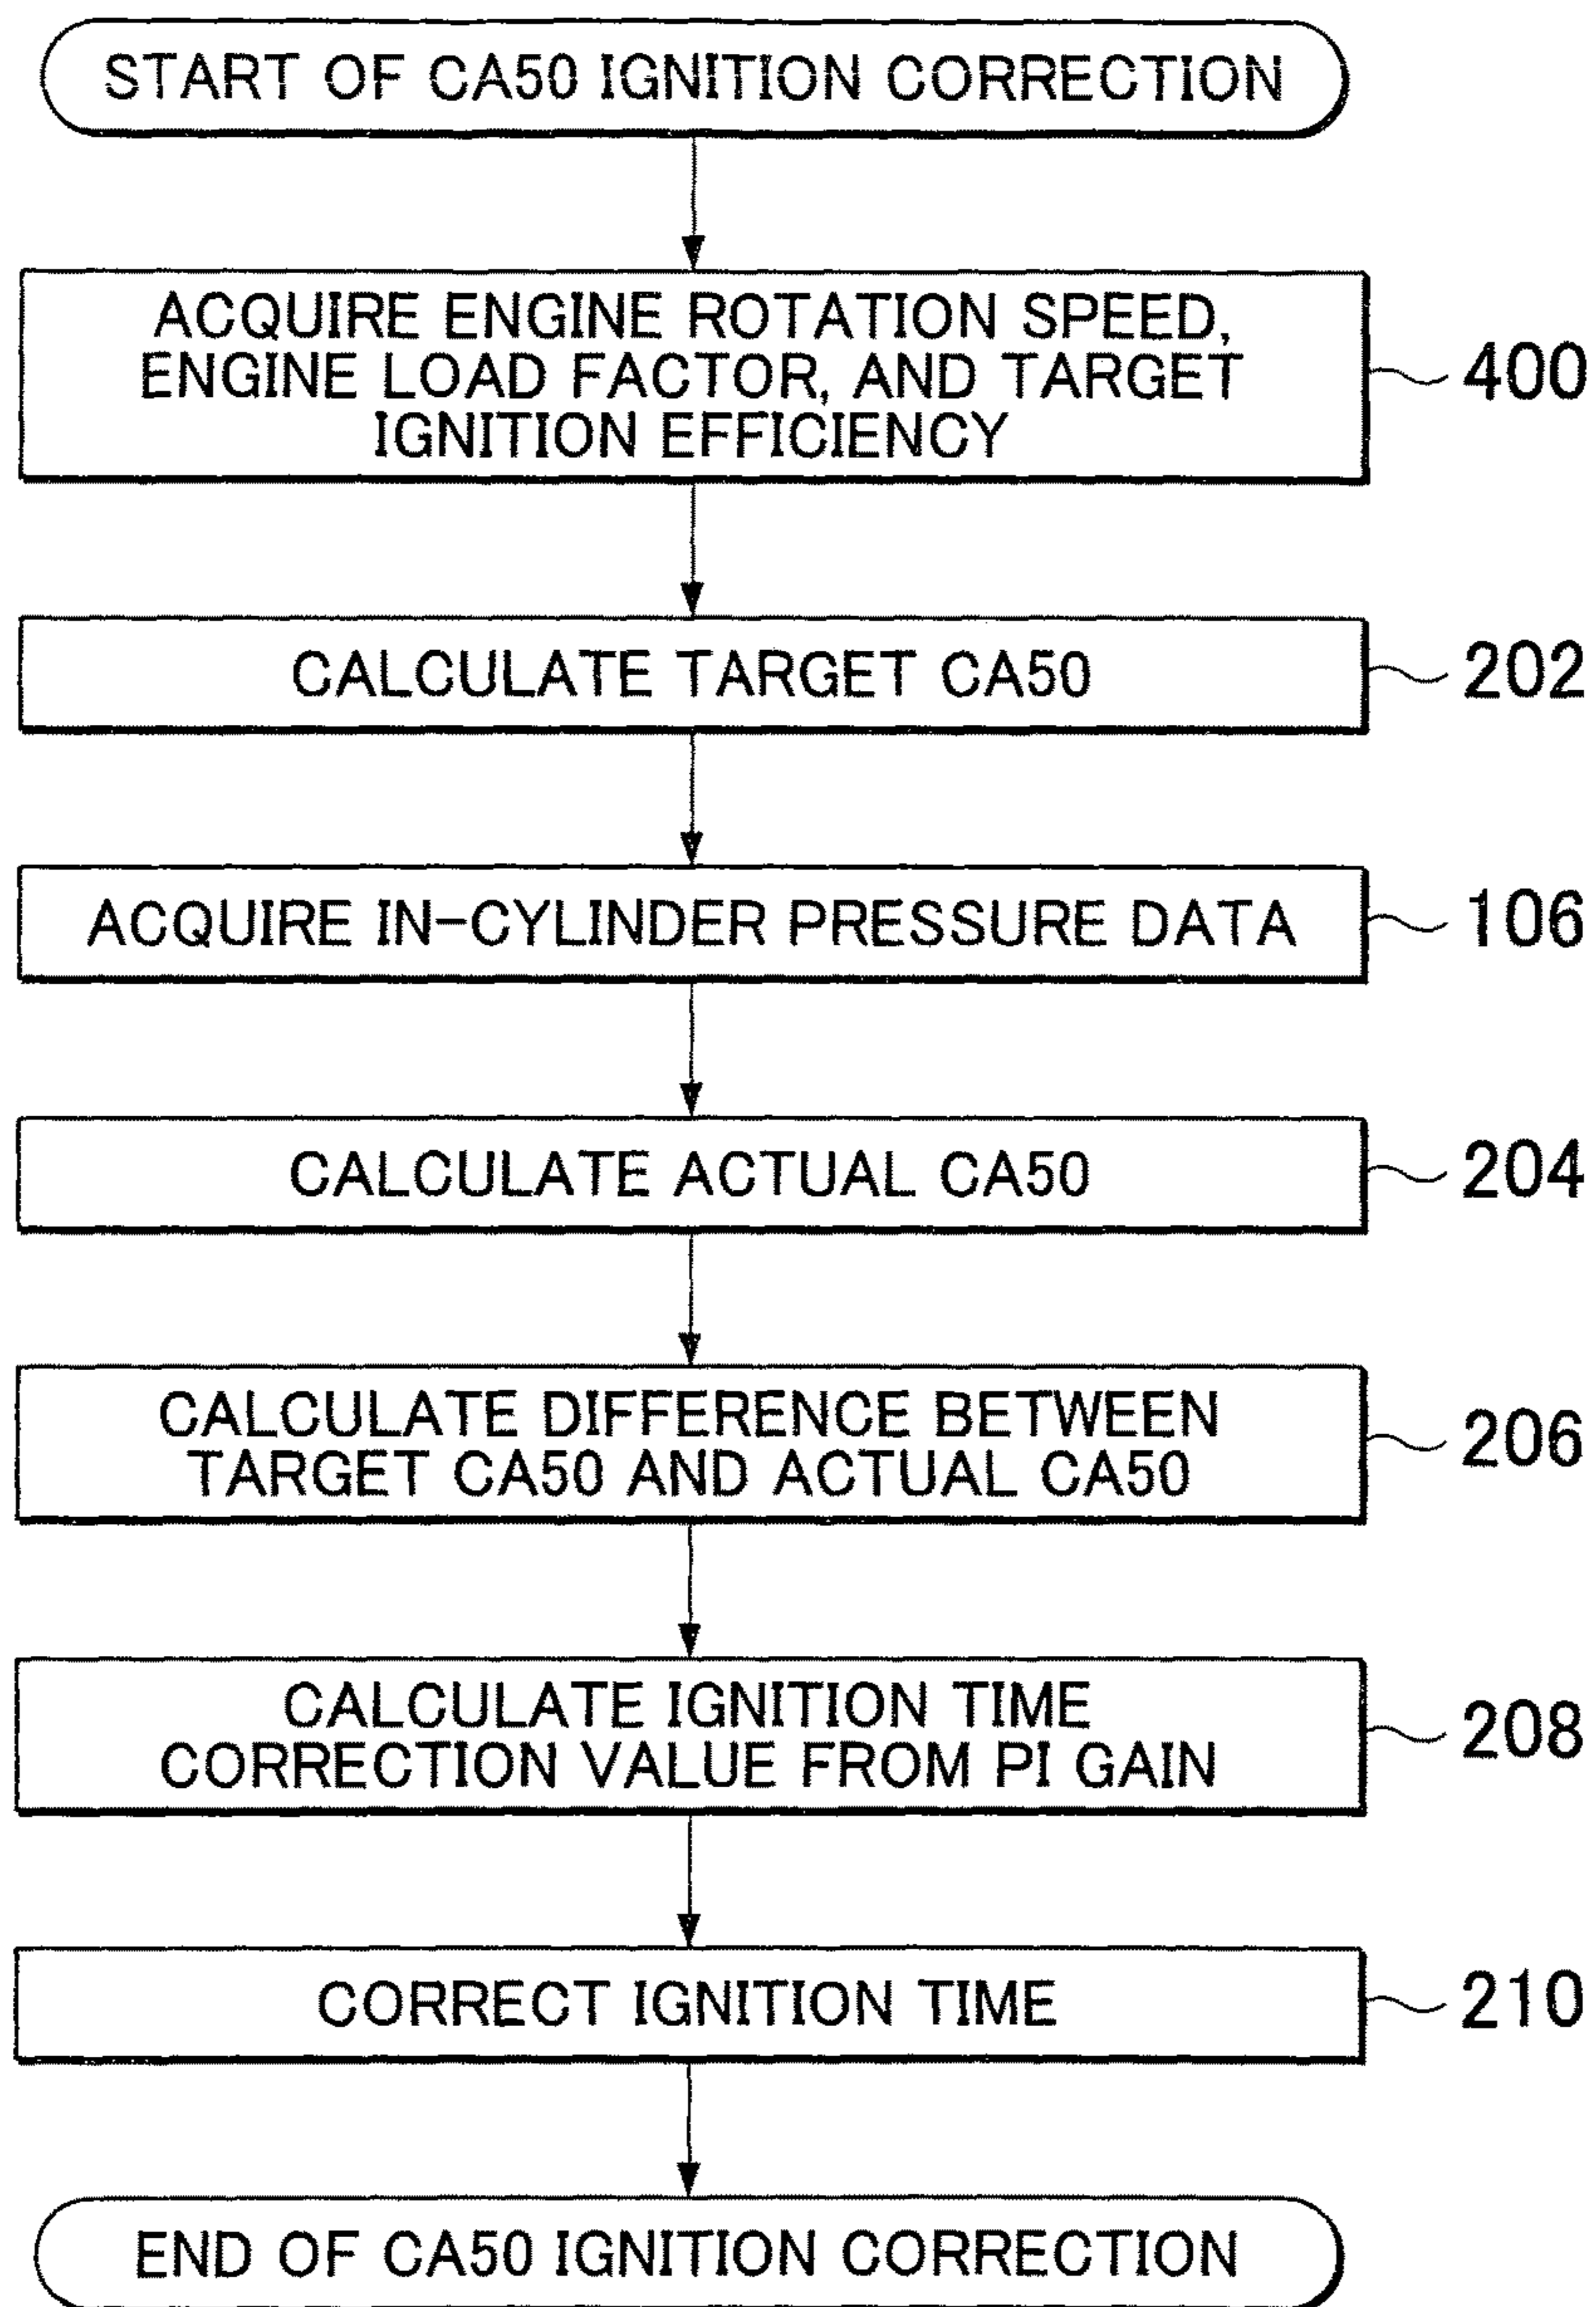 START OF CA50 IGNITION CORRECTION
ACQUIRE ENGINE ROTATION SPEED,
ENGINE LOAD FACTOR, AND TARGET
IGNITION EFFICIENCY
400
CALCULATE TARGET CA50
202
ACQUIRE IN-CYLINDER PRESSURE DATA
106
CALCULATE ACTUAL CA50
204
CALCULATE DIFFERENCE BETWEEN
TARGET CA50 AND ACTUAL CA50
206
CALCULATE IGNITION TIME
CORRECTION VALUE FROM PI GAIN
208
CORRECT IGNITION TIME
210
END OF CA50 IGNITION CORRECTION